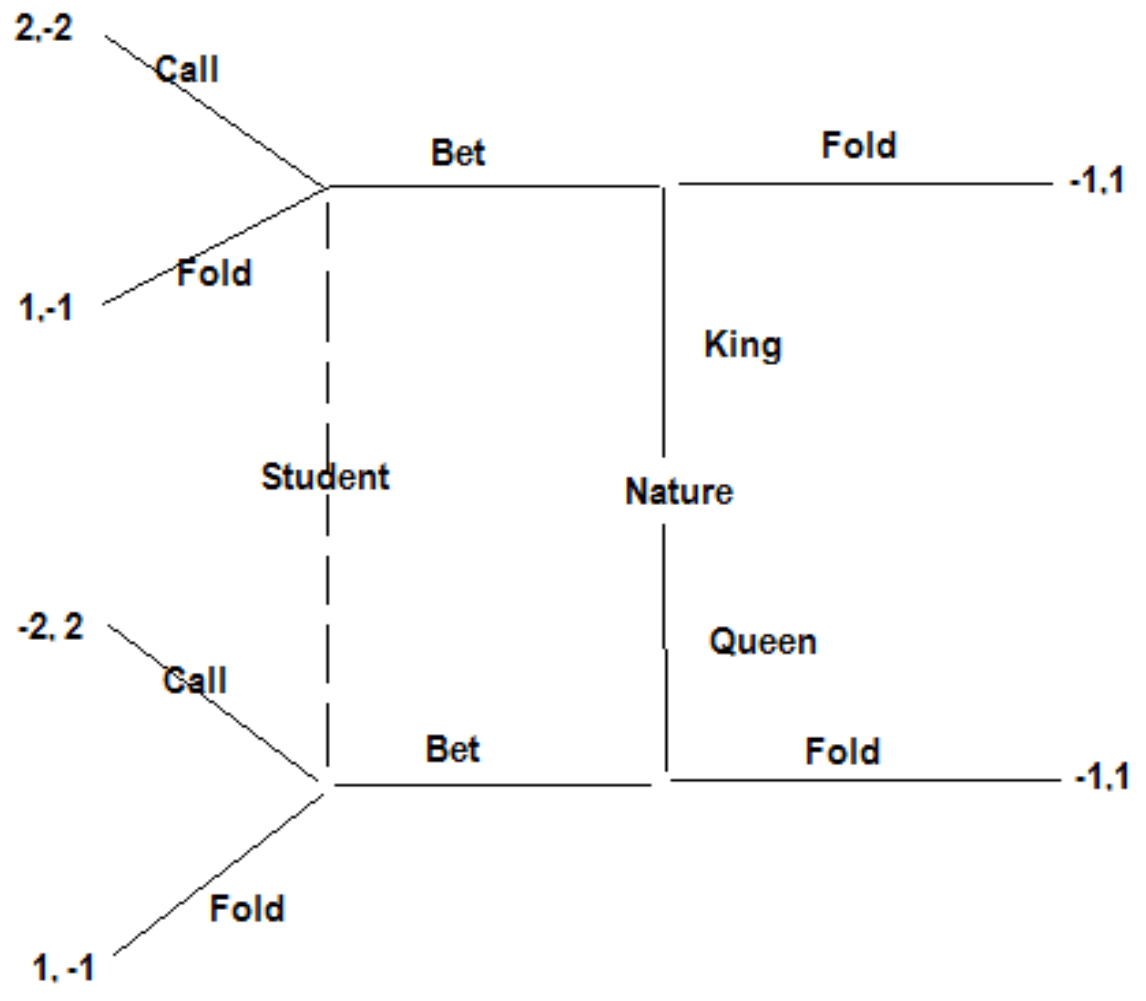 2,-2
Call
Bet
Fold
-1,1
Fold
1,-1
King
Student
Nature
-2, 2
Call
Queen
Bet
Fold
-1,1
Fold
1, -1